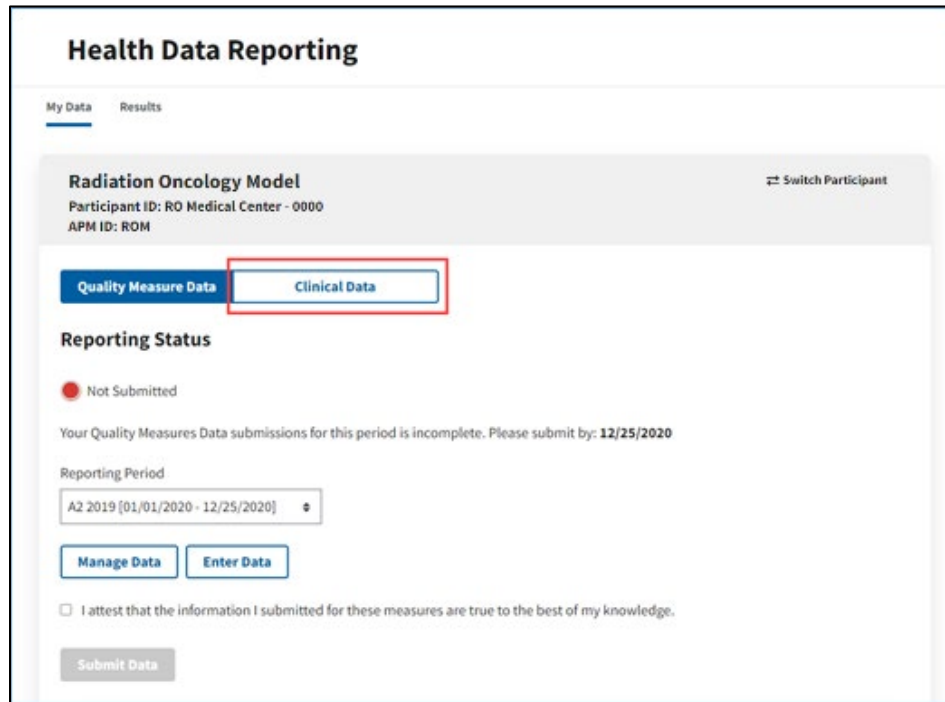 Health Data Reporting
My Data Results
Radiation Oncology Model
Switch Participant
Participant ID: RO Medical Center - 0000
APM ID: ROM
Quality Measure Data Clinical Data
Reporting Status
Not Submitted
Your Quality Measures Data submissions for this period is incomplete. Please submit by: 12/25/2020
Reporting Period
A2 2019 [01/01/2020 - 12/25/2020]
Manage Data Enter Data
I attest that the information I submitted for these measures are true to the best of my knowledge.
Submit Data